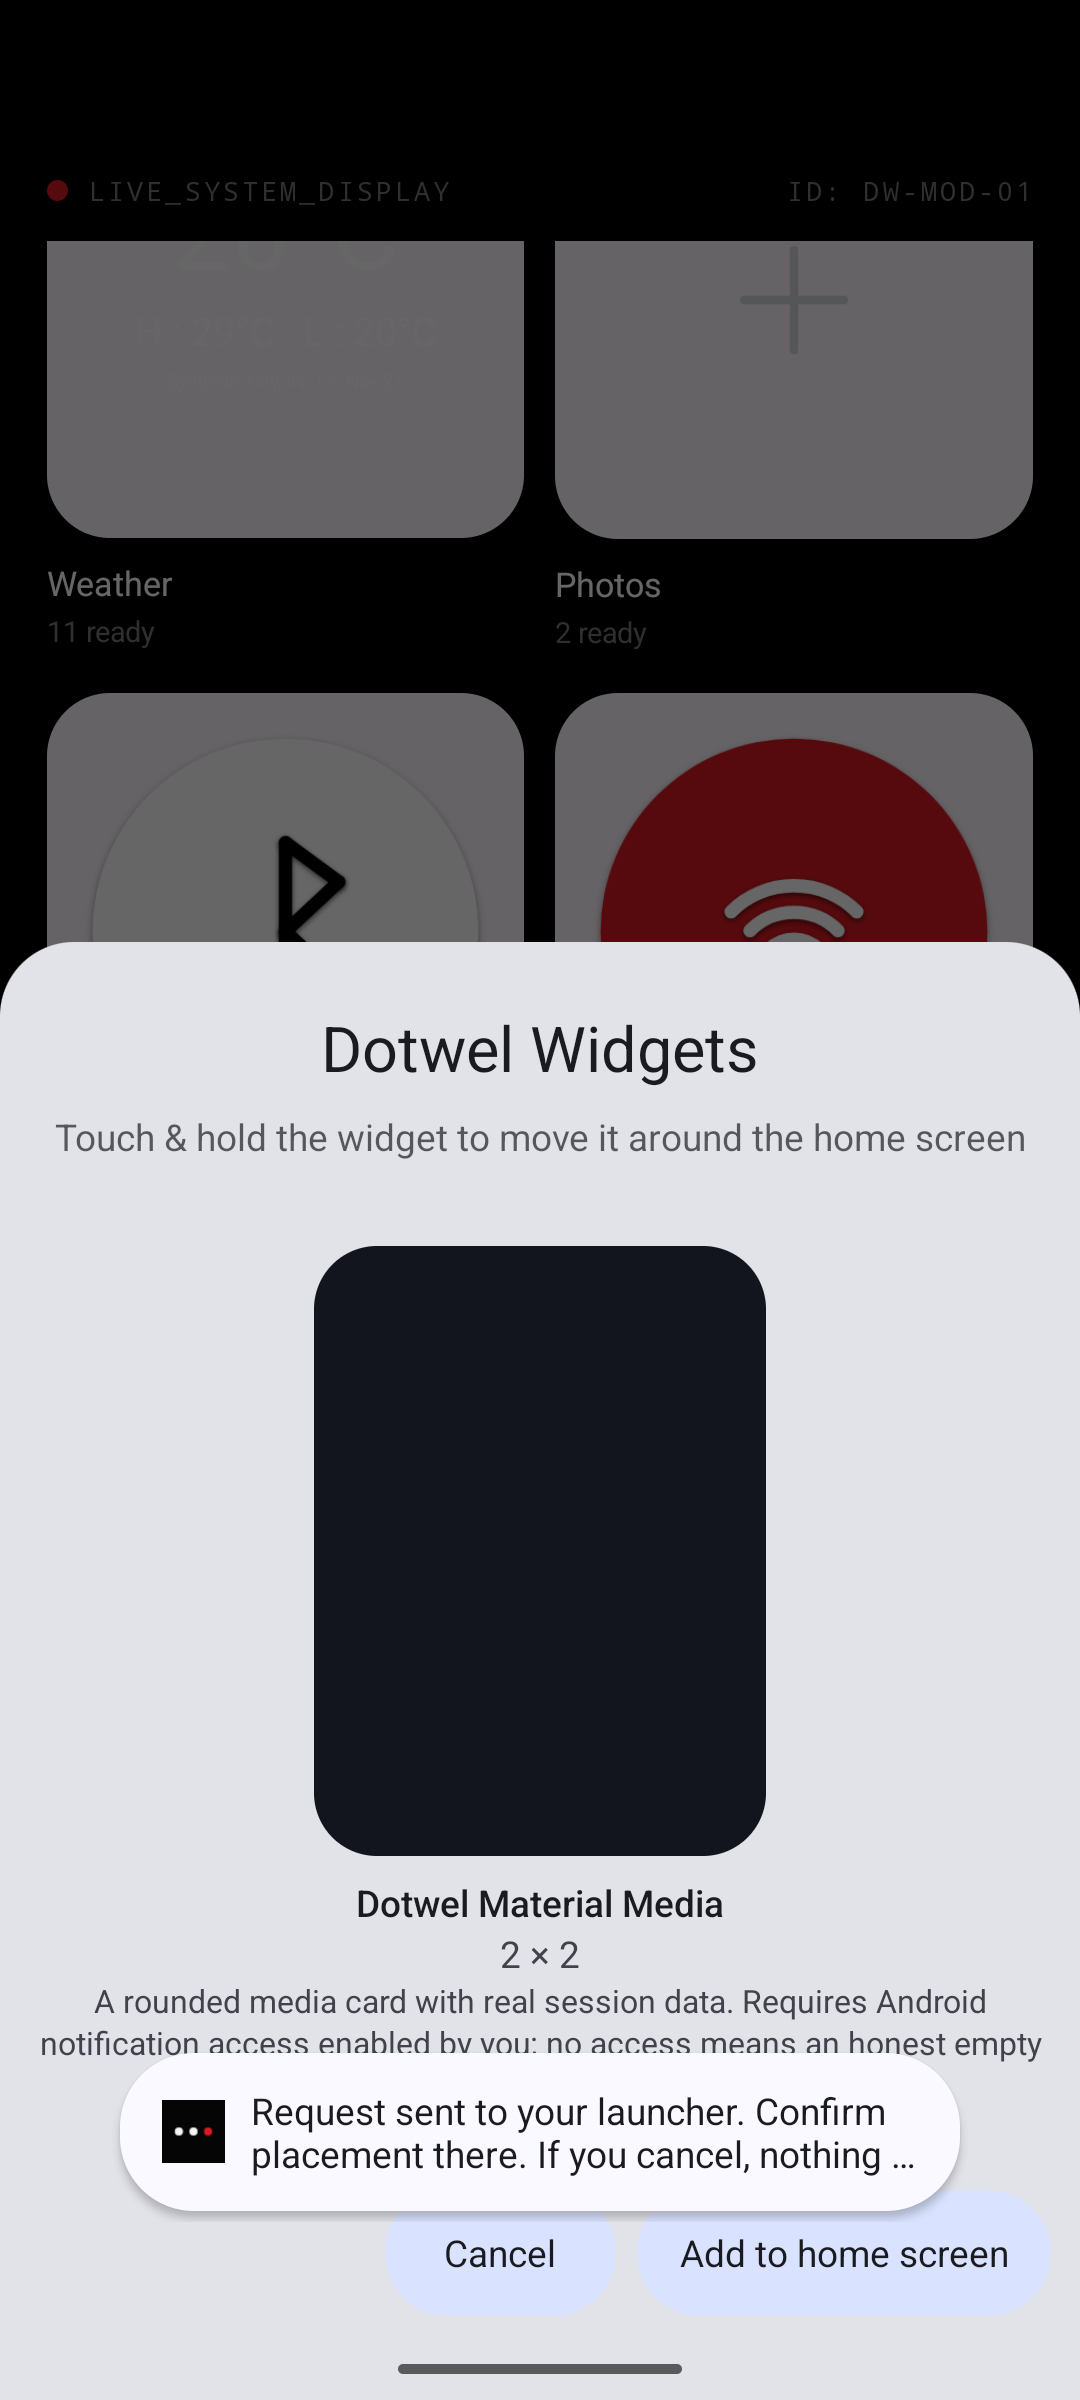 LIVE_SYSTEM_DISPLAY
ID: DW-MOD-01
H : 29°C L : 20°C
Weather
11 ready
Photos
2 ready
Dotwel Widgets
Touch & hold the widget to move it around the home screen
Dotwel Material Media
2 × 2
A rounded media card with real session data. Requires Android
notification access enabled by you; no access means an honest empty
Request sent to your launcher. Confirm
placement there. If you cancel, nothing …
Cancel
Add to home screen